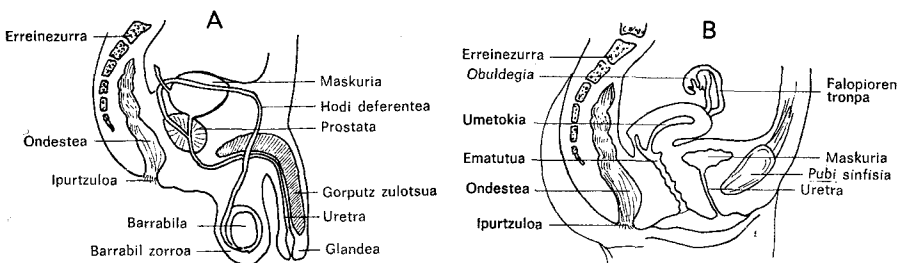 A
Erreinezurra
Maskuria
Hodi deferentea
Prostata
Ondestea
Ipurtzuloa
Gorputz zulotsua
Barrabila
Uretra
Barrabil zorroa
Glandea
B
Erreinezurra
Obuldegia
Falopioren
tronpa
Umetokia
Ematutua
Maskuria
Pubi sinfisia
Ondestea
Uretra
Ipurtzuloa